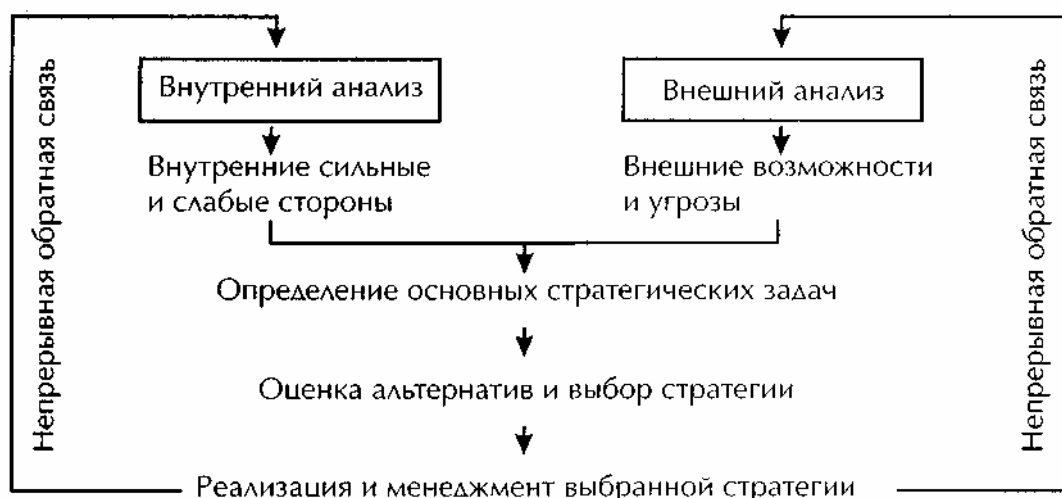 Внутренний анализ
Внешний анализ
Внутренние сильные
и слабые стороны
Внешние возможности
и угрозы
Определение основных стратегических задач
Оценка альтернатив и выбор стратегии
Реализация и менеджмент выбранной стратегии
Непрерывная обратная связь
Непрерывная обратная связь